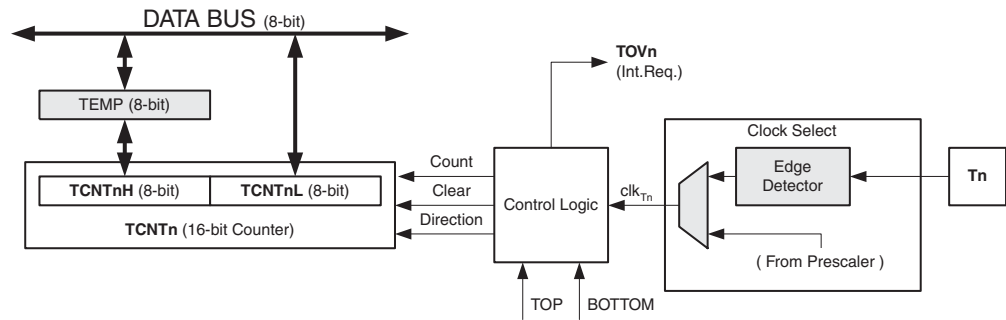 DATA BUS (8-bit)
TOVn
(Int.Req.)
TEMP (8-bit)
Clock Select
Count
Edge
Detector
TCNTnH (8-bit) TCNTnL (8-bit)
Clear
Control Logic
clkTn
Tn
TCNTn (16-bit Counter)
Direction
( From Prescaler )
TOP
BOTTOM